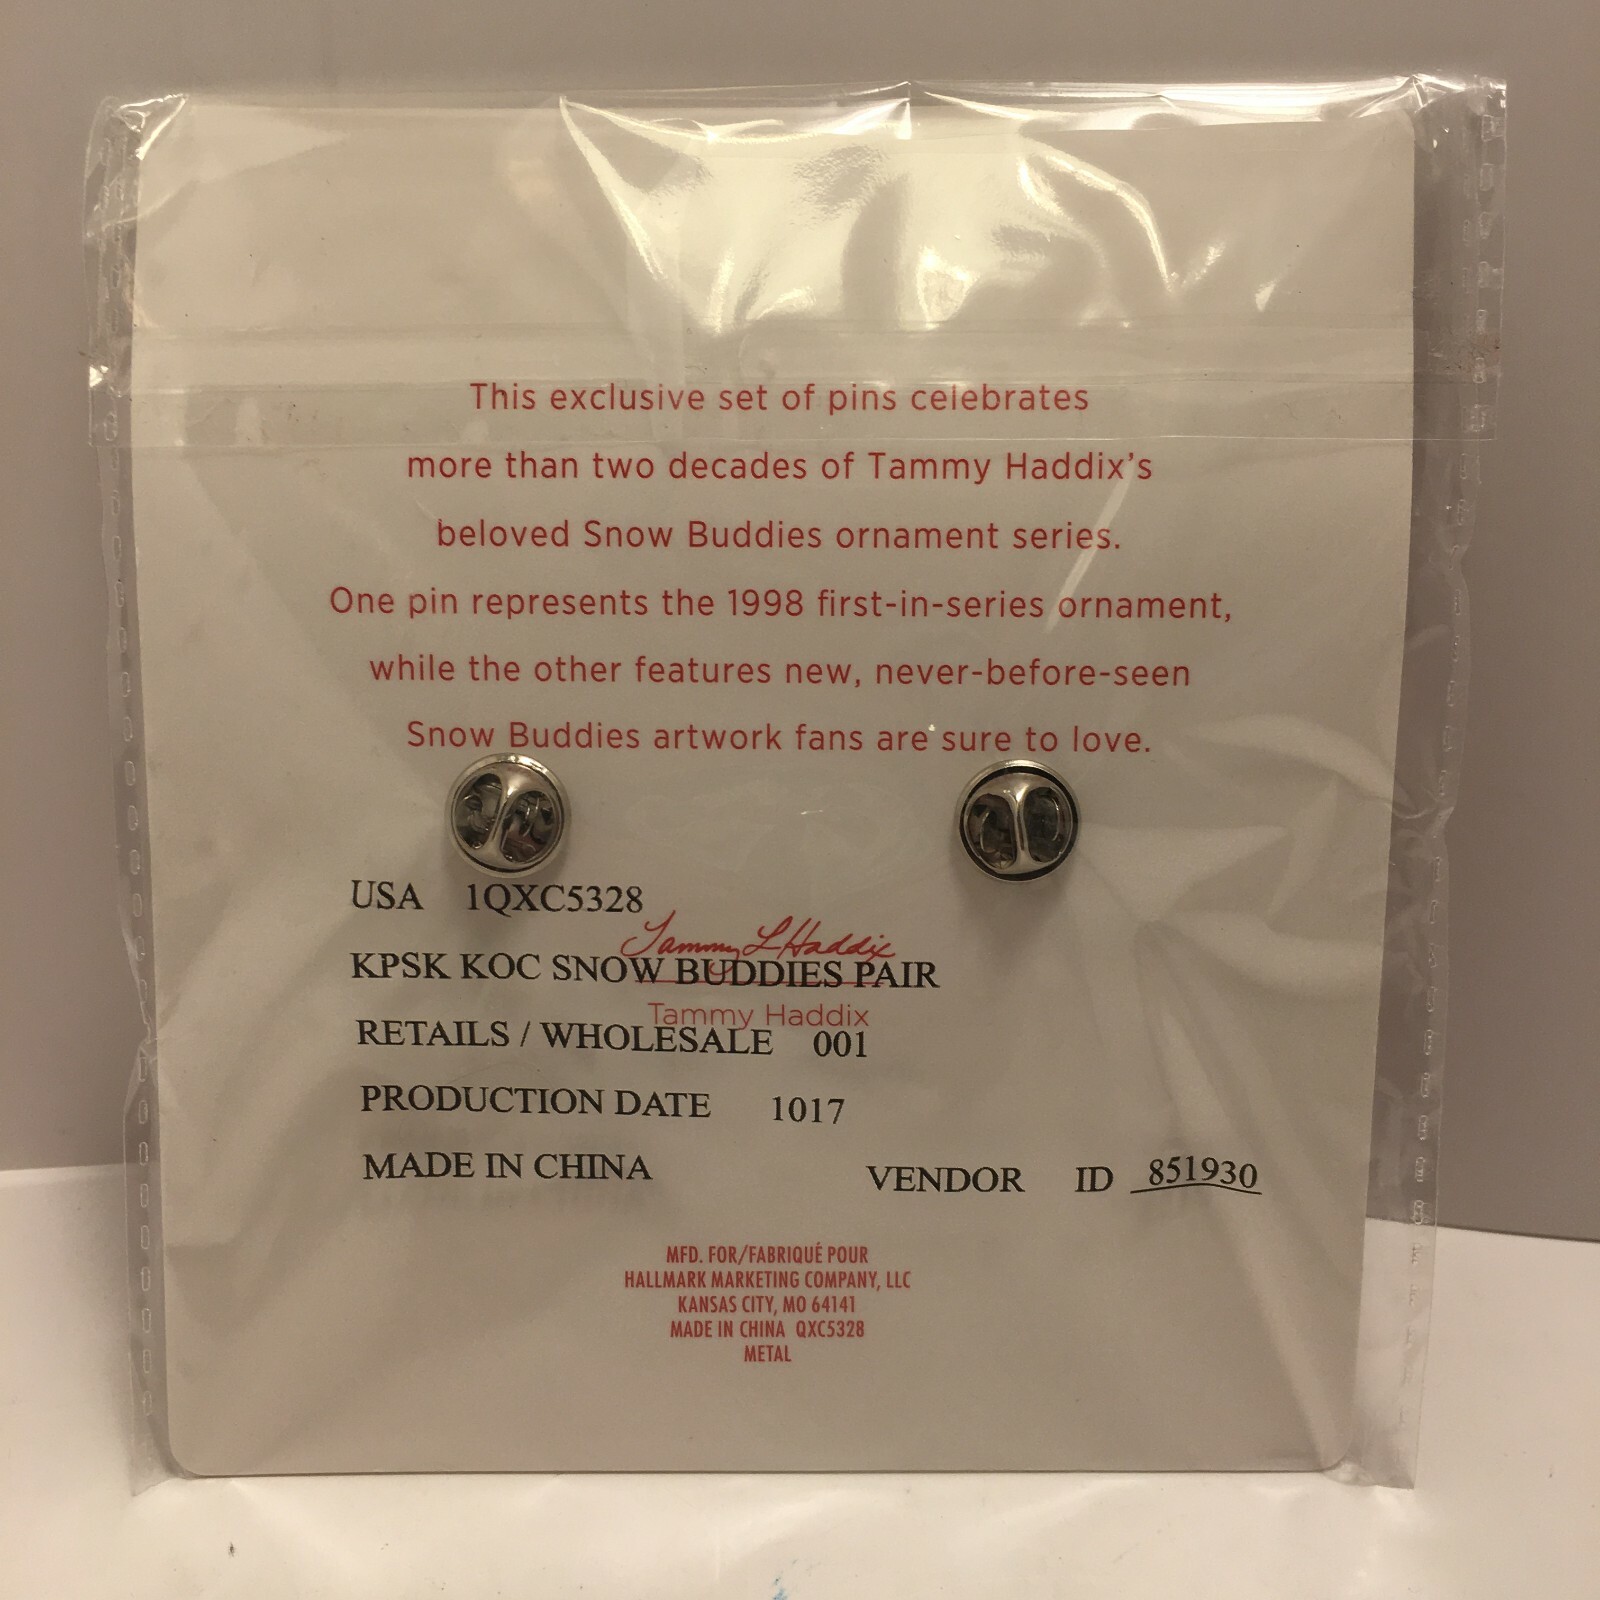 This exclusive set of pins celebrates
more than two decades of Tammy Haddix's
beloved Snow Buddies ornament series.
One pin represents the 1998 first-in-series ornament,
while the other features new, never-before-seen
Snow Buddies artwork fans are sure to love.
USA 1QXC5328
Tammy L Haddix
KPSK KOC SNOW BUDDIES PAIR
Tammy Haddix
RETAILS / WHOLESALE 001
PRODUCTION DATE 1017
MADE IN CHINA VENDOR ID 851930
MFD. FOR/FABRIQUÉ POUR
HALLMARK MARKETING COMPANY, LLC
KANSAS CITY, MO 64141
MADE IN CHINA QXC5328
METAL